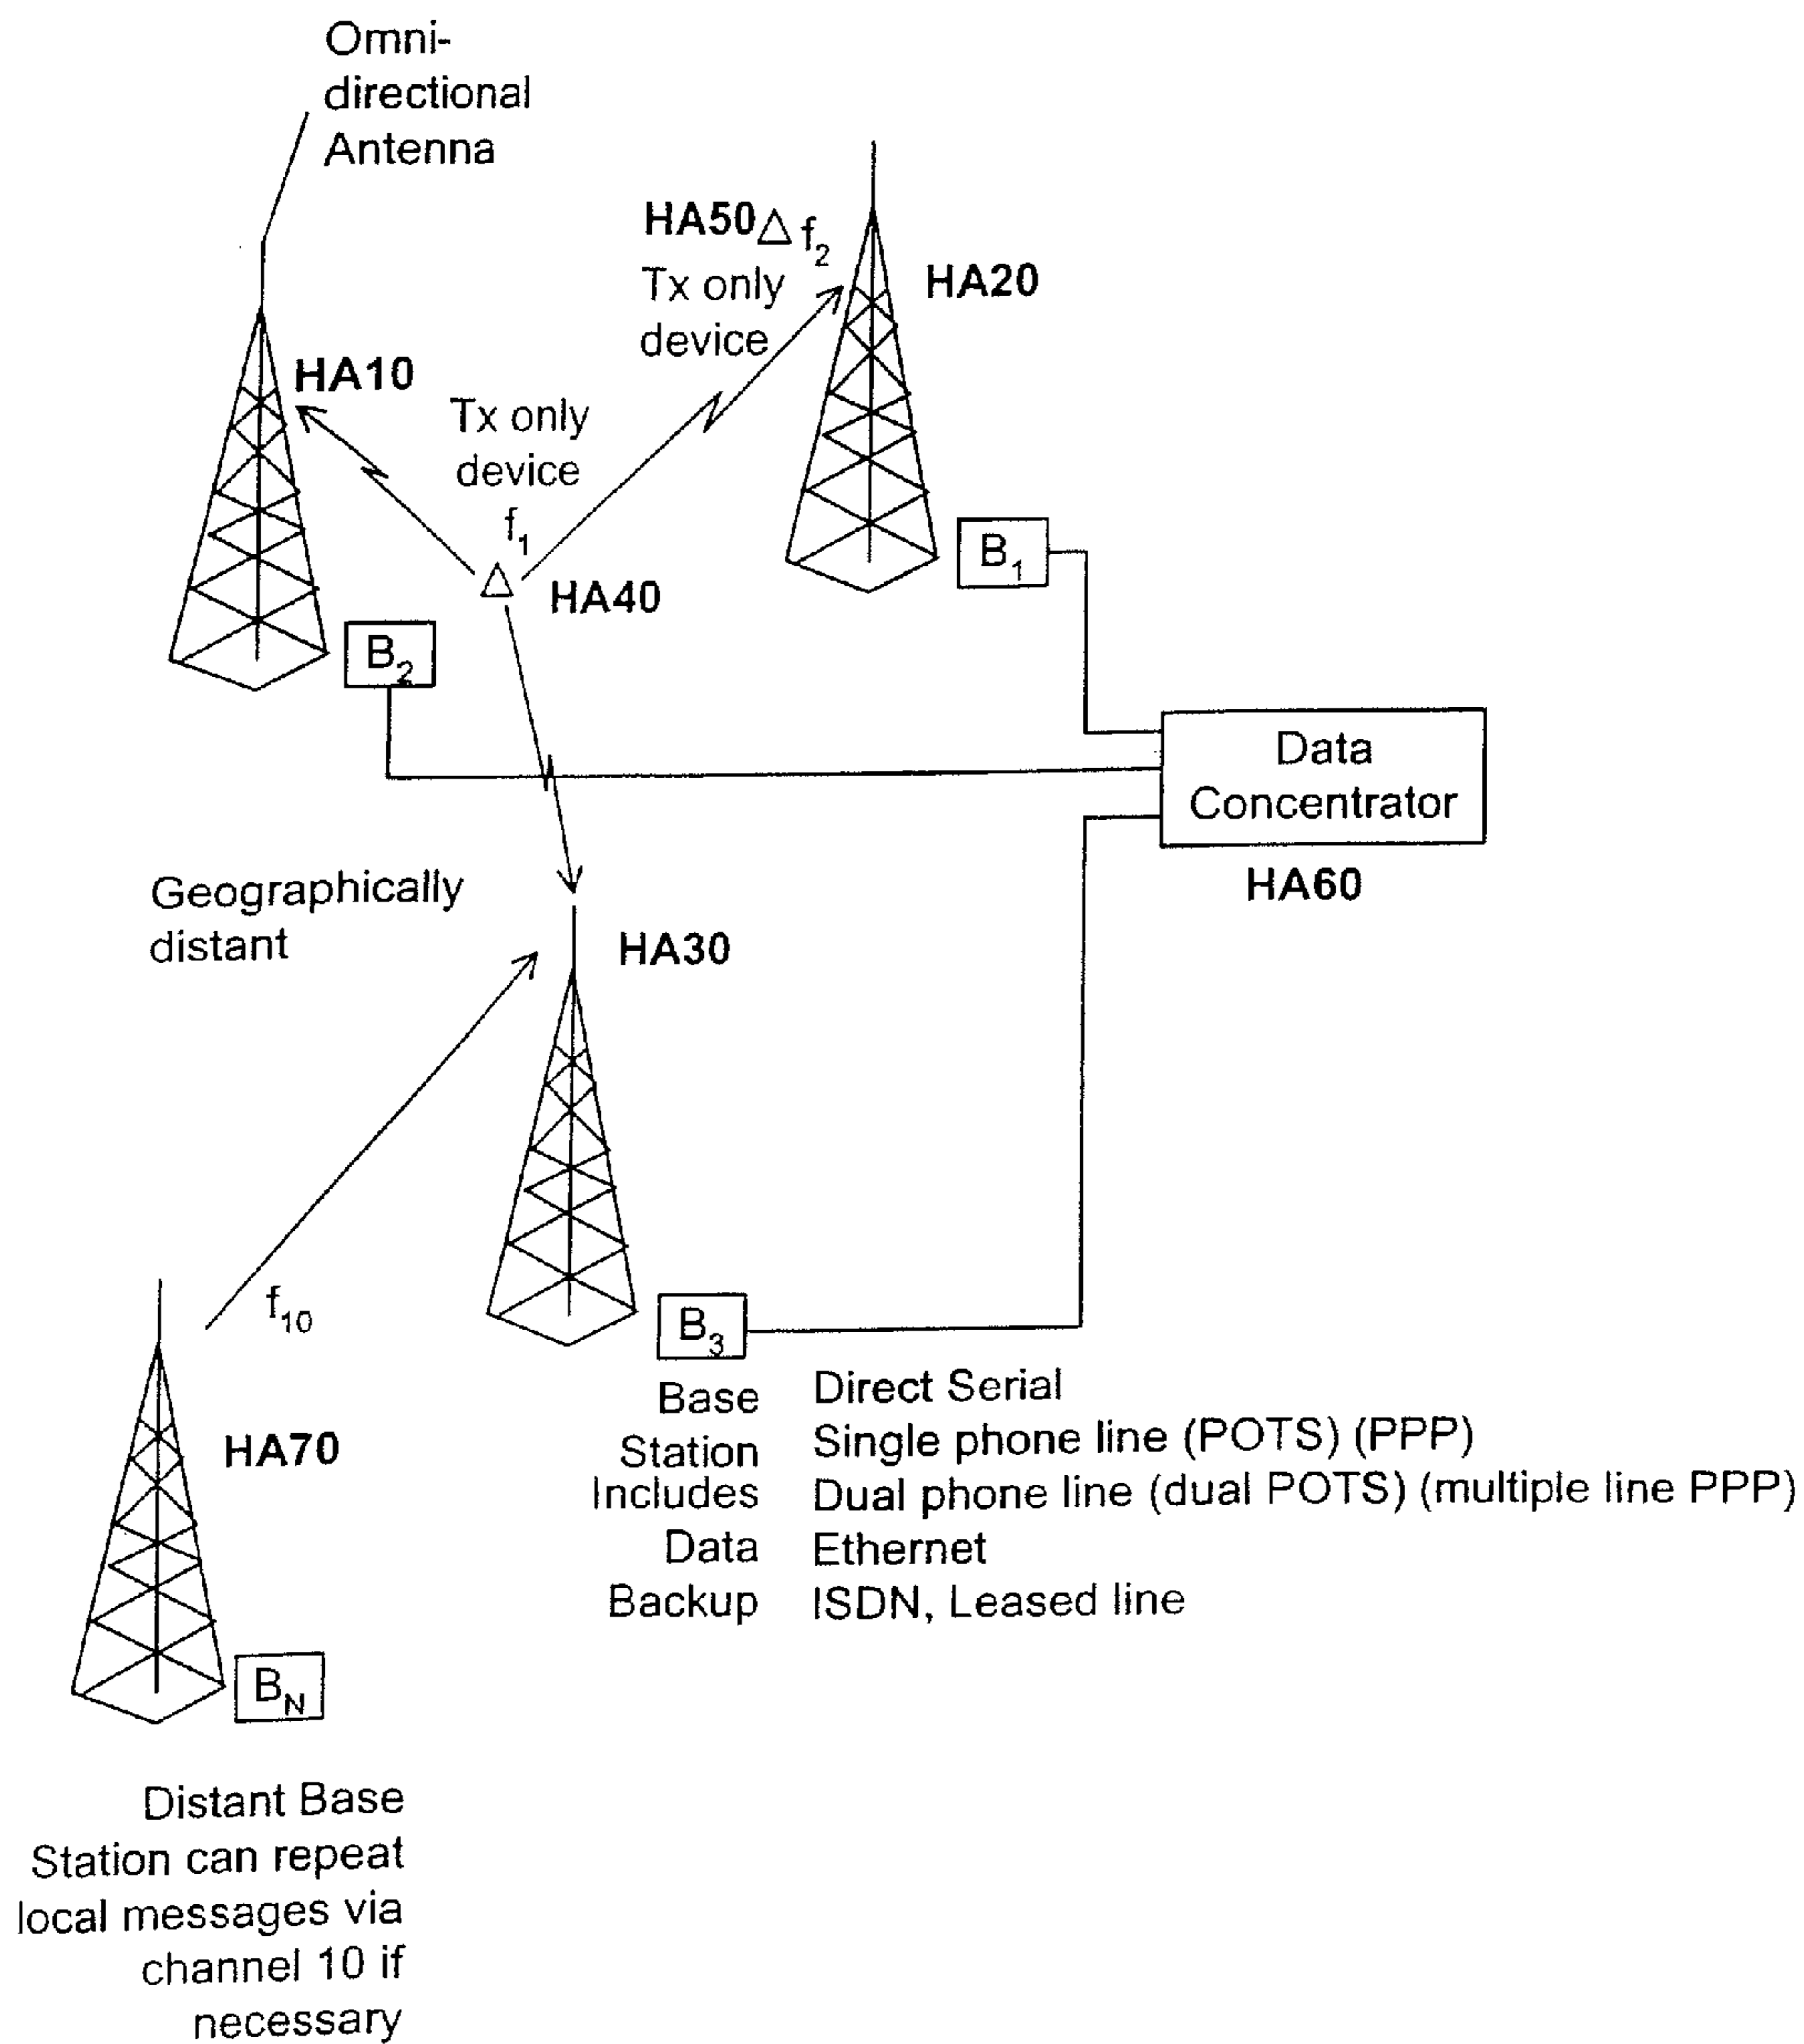 Omni-
directional
Antenna
HA50 f2
Tx only
device
HA20
HA10
Tx only
device
f1
HA40
B1
B2
Data
Concentrator
HA60
Geographically
distant
HA30
f10
B3
HA70
Base
Station
Includes
Data
Backup
Direct Serial
Single phone line (POTS) (PPP)
Dual phone line (dual POTS) (multiple line PPP)
Ethernet
ISDN, Leased line
BN
Distant Base
Station can repeat
local messages via
channel 10 if
necessary